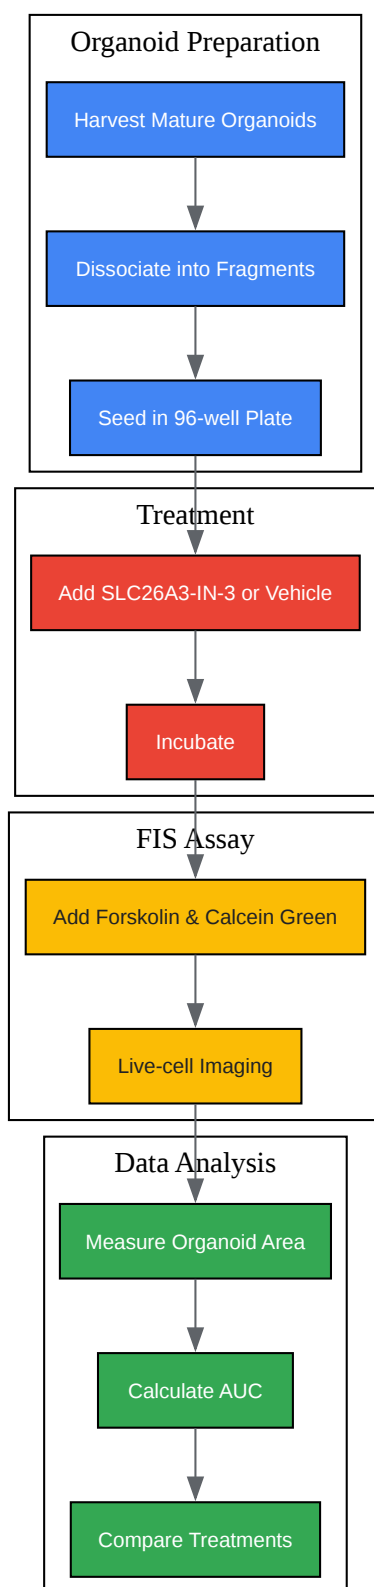 Organoid Preparation
Harvest Mature Organoids
Dissociate into Fragments
Seed in 96-well Plate
Treatment
Add SLC26A3-IN-3 or Vehicle
Incubate
FIS Assay
Add Forskolin & Calcein Green
Live-cell Imaging
Data Analysis
Measure Organoid Area
Calculate AUC
Compare Treatments